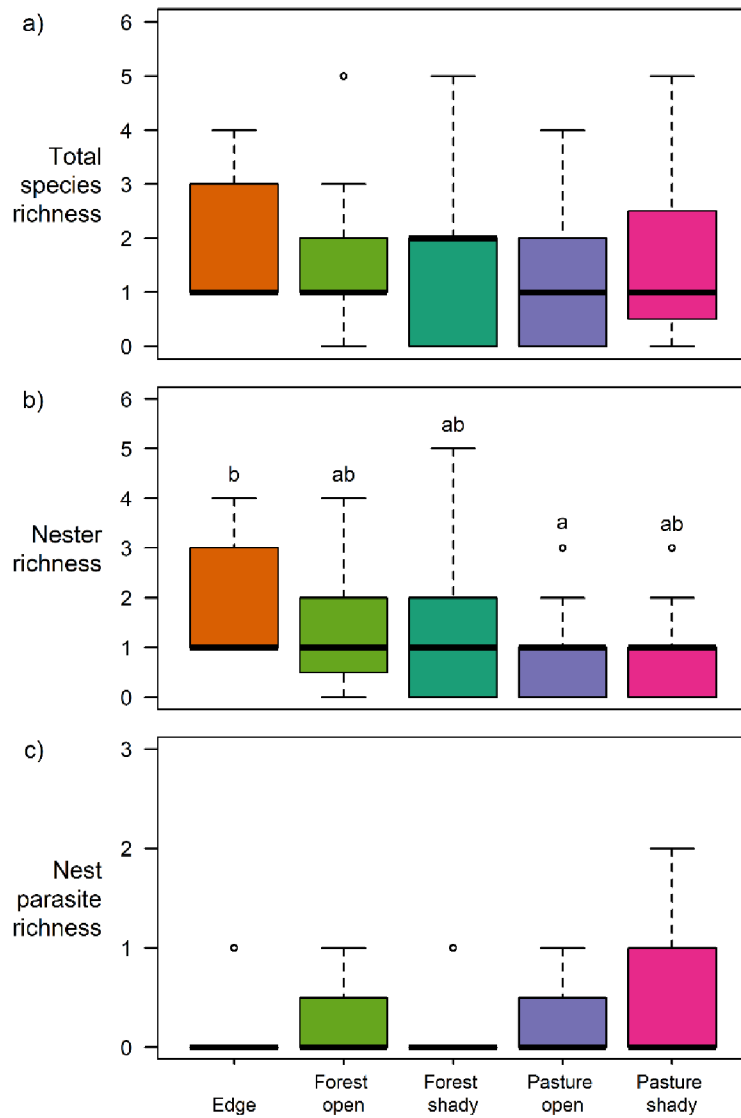 a)
Total
species
richness
6
5
4
3
2
1
0
b)
Nester
richness
6
5
4
3
2
1
0
b
ab
ab
a
ab
c)
Nest
parasite
richness
3
2
1
0
Edge
Forest
open
Forest
shady
Pasture
open
Pasture
shady